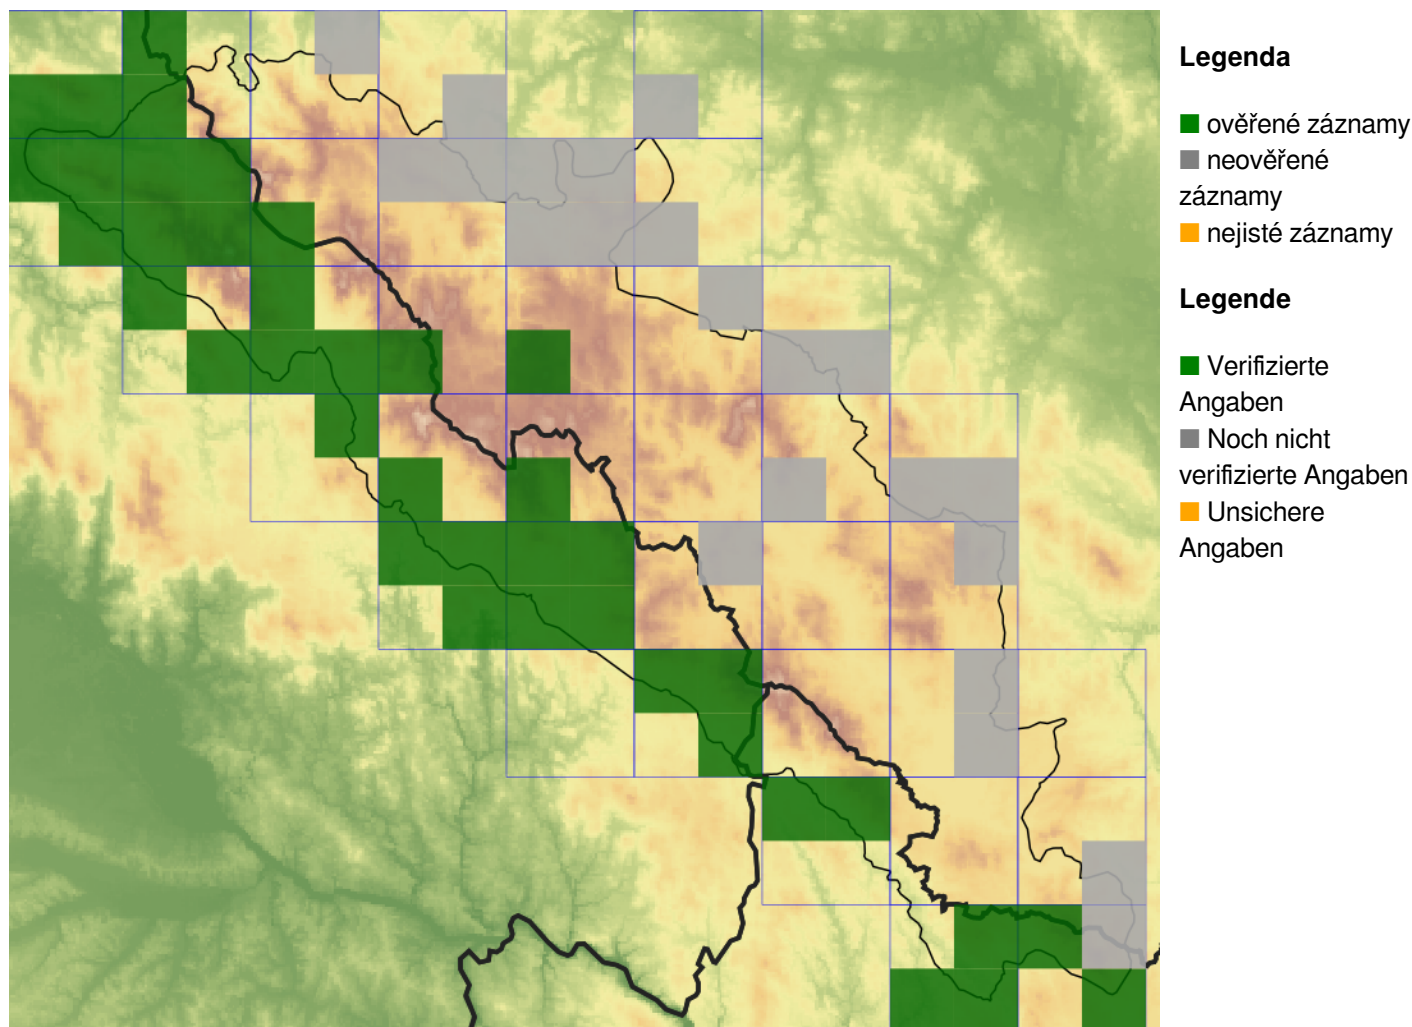 Legenda
ověřené záznamy
neověřené
záznamy
nejisté záznamy
Legende
Verifizierte
Angaben
Noch nicht
verifizierte Angaben
Unsichere
Angaben